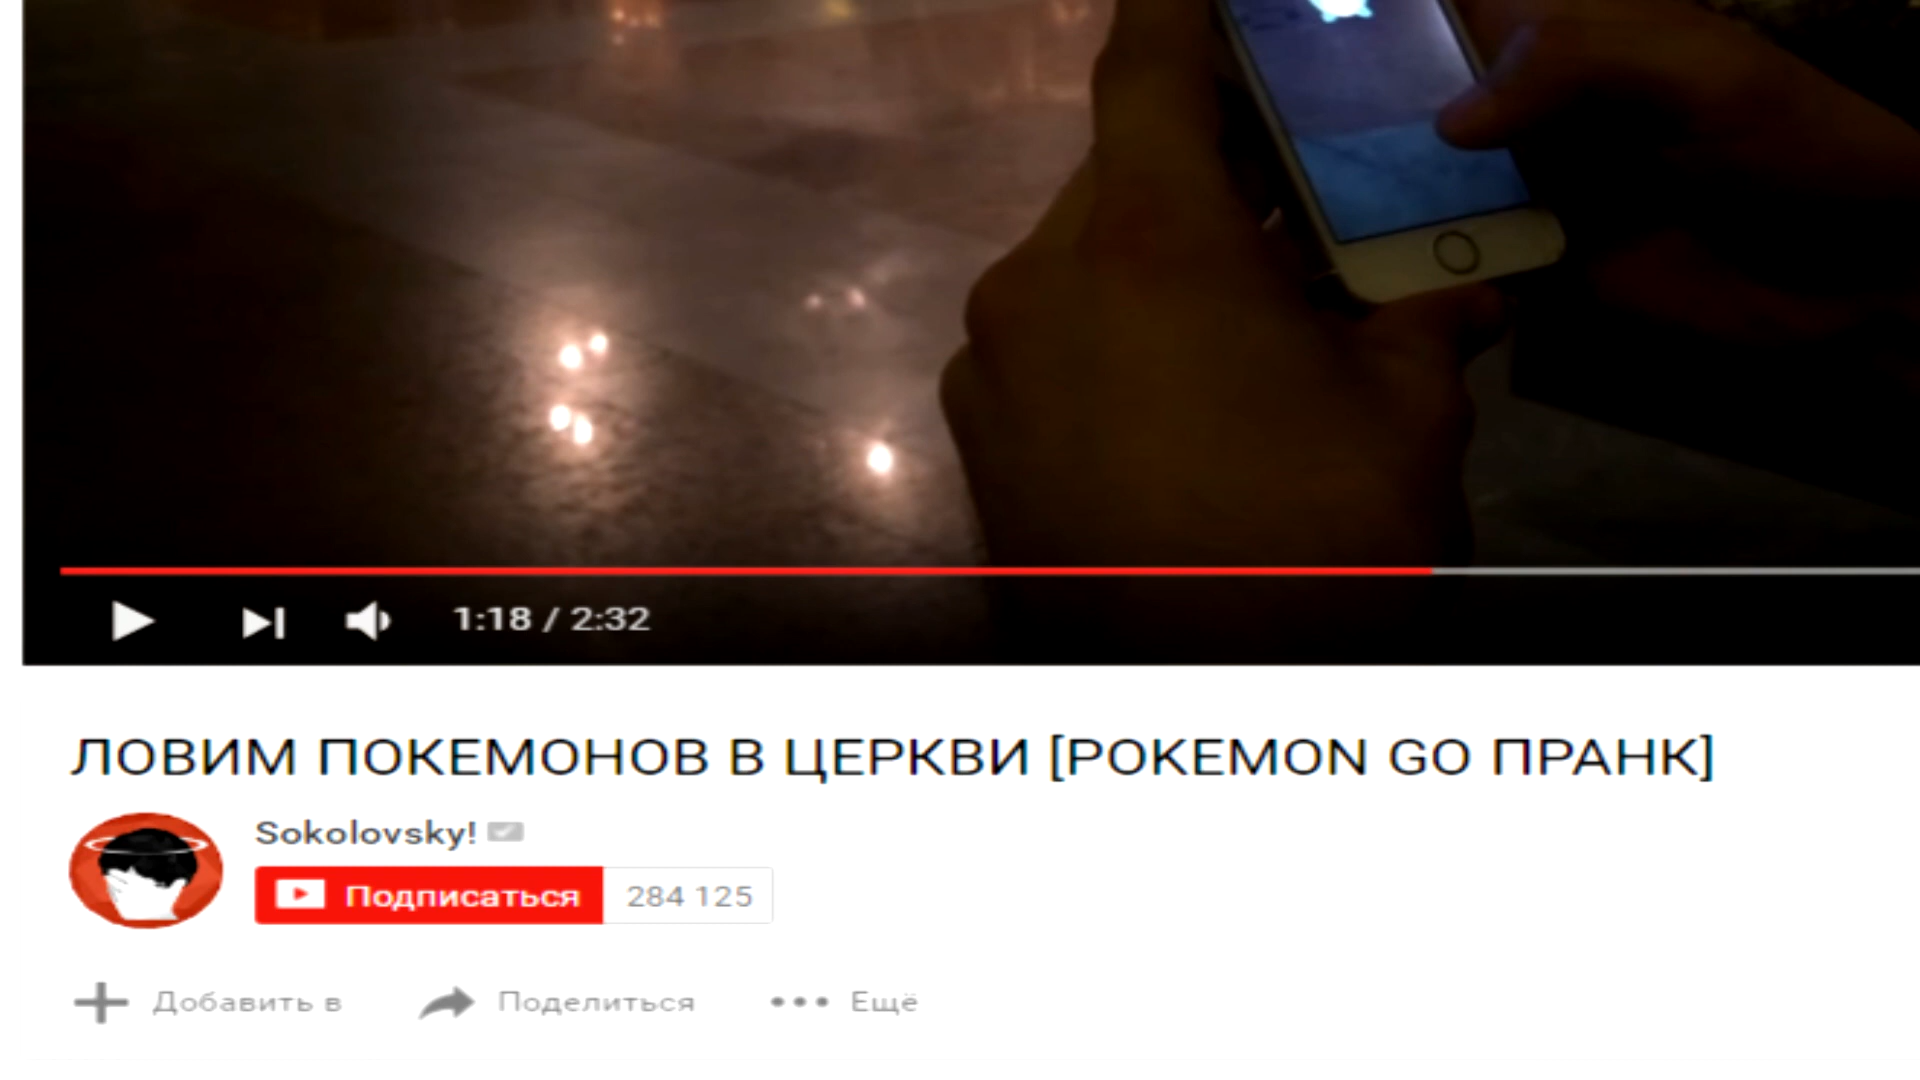 1:18 / 2:32
ЛОВИМ ПОКЕМОНОВ В ЦЕРКВИ [POKEMON GO ПРАНК]
Sokolovsky!
Подписаться 284 125
Добавить в Поделиться Ещё